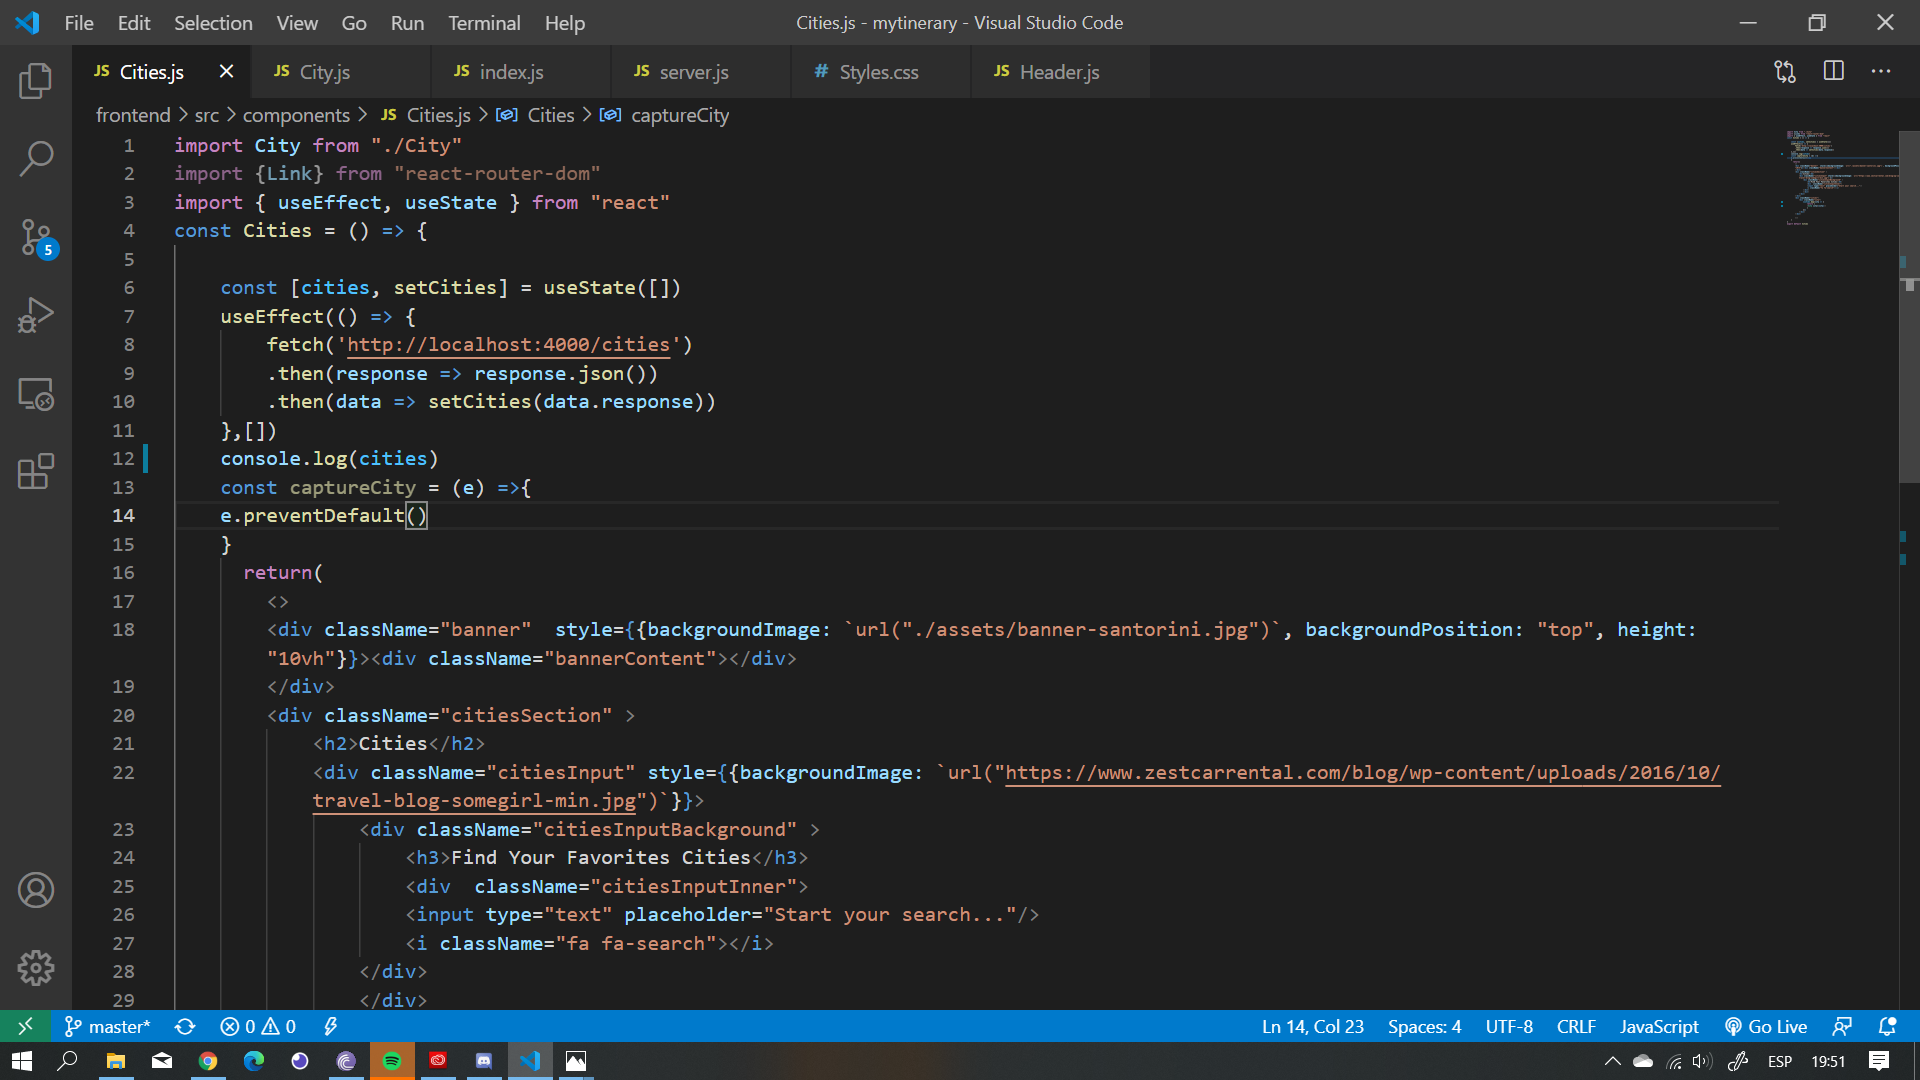 File Edit Selection View Go Run Terminal Help
Cities.js - mytinerary - Visual Studio Code
JS Cities.js
JS City.js
JS index.js
JS server.js
# Styles.css
JS Header.js
frontend > src > components > JS Cities.js > Cities > captureCity
1 import City from "./City"
2 import {Link} from "react-router-dom"
3 import { useEffect, useState } from "react"
4 const Cities = () => {
5
6 const [cities, setCities] = useState([])
7 useEffect(() => {
8 fetch('http://localhost:4000/cities')
9 .then(response => response.json())
10 .then(data => setCities(data.response))
11 },[])
12 console.log(cities)
13 const captureCity = (e) =>{
14 e.preventDefault()
15 }
16 return(
17 <>
18 <div className="banner"  style={{backgroundImage: `url("./assets/banner-santorini.jpg")`, backgroundPosition: "top", height:
"10vh"}}><div className="bannerContent"></div>
19 </div>
20 <div className="citiesSection" >
21 <h2>Cities</h2>
22 <div className="citiesInput" style={{backgroundImage: `url("https://www.zestcarrental.com/blog/wp-content/uploads/2016/10/
travel-blog-somegirl-min.jpg")`}}>
23 <div className="citiesInputBackground" >
24 <h3>Find Your Favorites Cities</h3>
25 <div  className="citiesInputInner">
26 <input type="text" placeholder="Start your search..."/>
27 <i className="fa fa-search"></i>
28 </div>
29 </div>
5
master* 0 0 Ln 14, Col 23 Spaces: 4 UTF-8 CRLF JavaScript Go Live
ESP 19:51